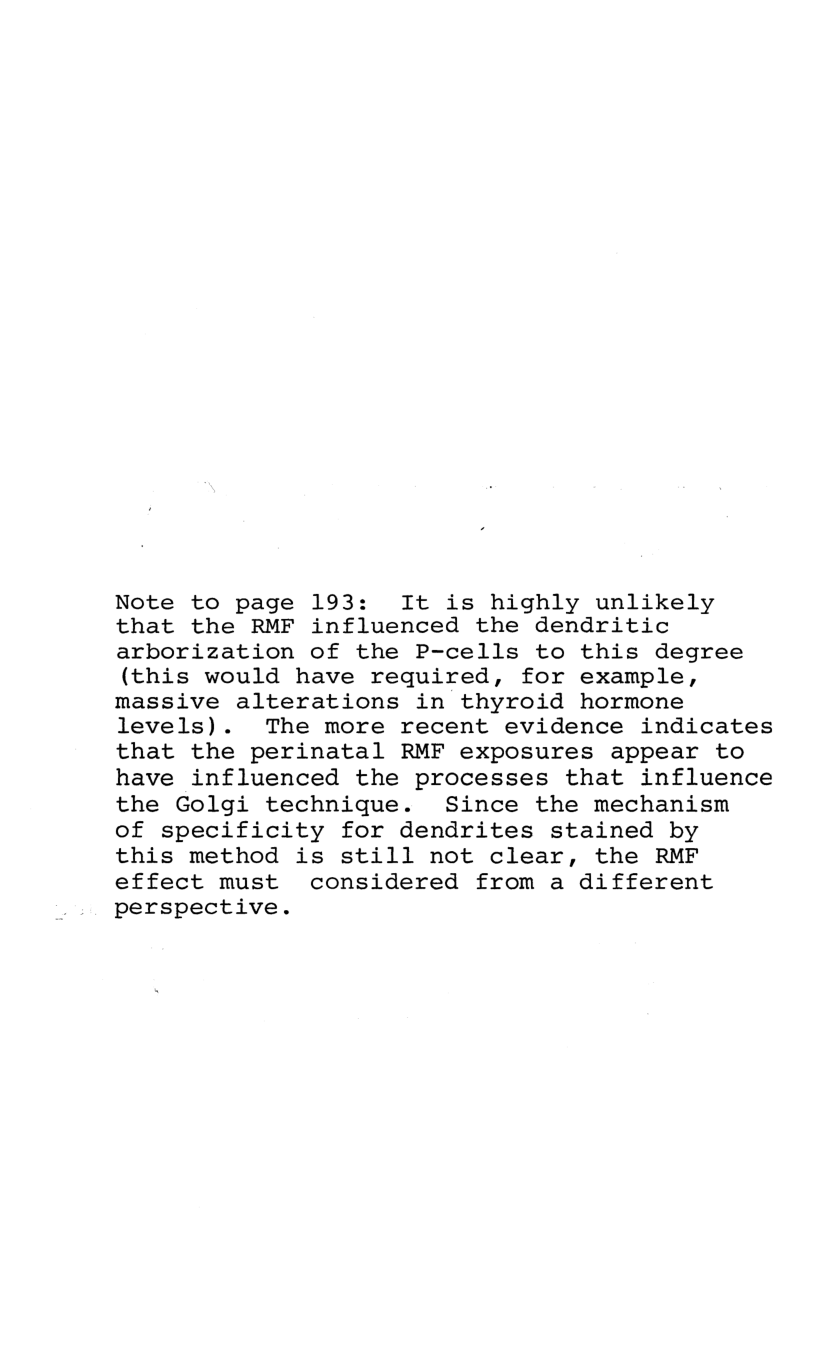 Note to page 193:  It is highly unlikely
that the RMF influenced the dendritic
arborization of the P-cells to this degree
(this would have required, for example,
massive alterations in thyroid hormone
levels).  The more recent evidence indicates
that the perinatal RMF exposures appear to
have influenced the processes that influence
the Golgi technique.  Since the mechanism
of specificity for dendrites stained by
this method is still not clear, the RMF
effect must  considered from a different
perspective.